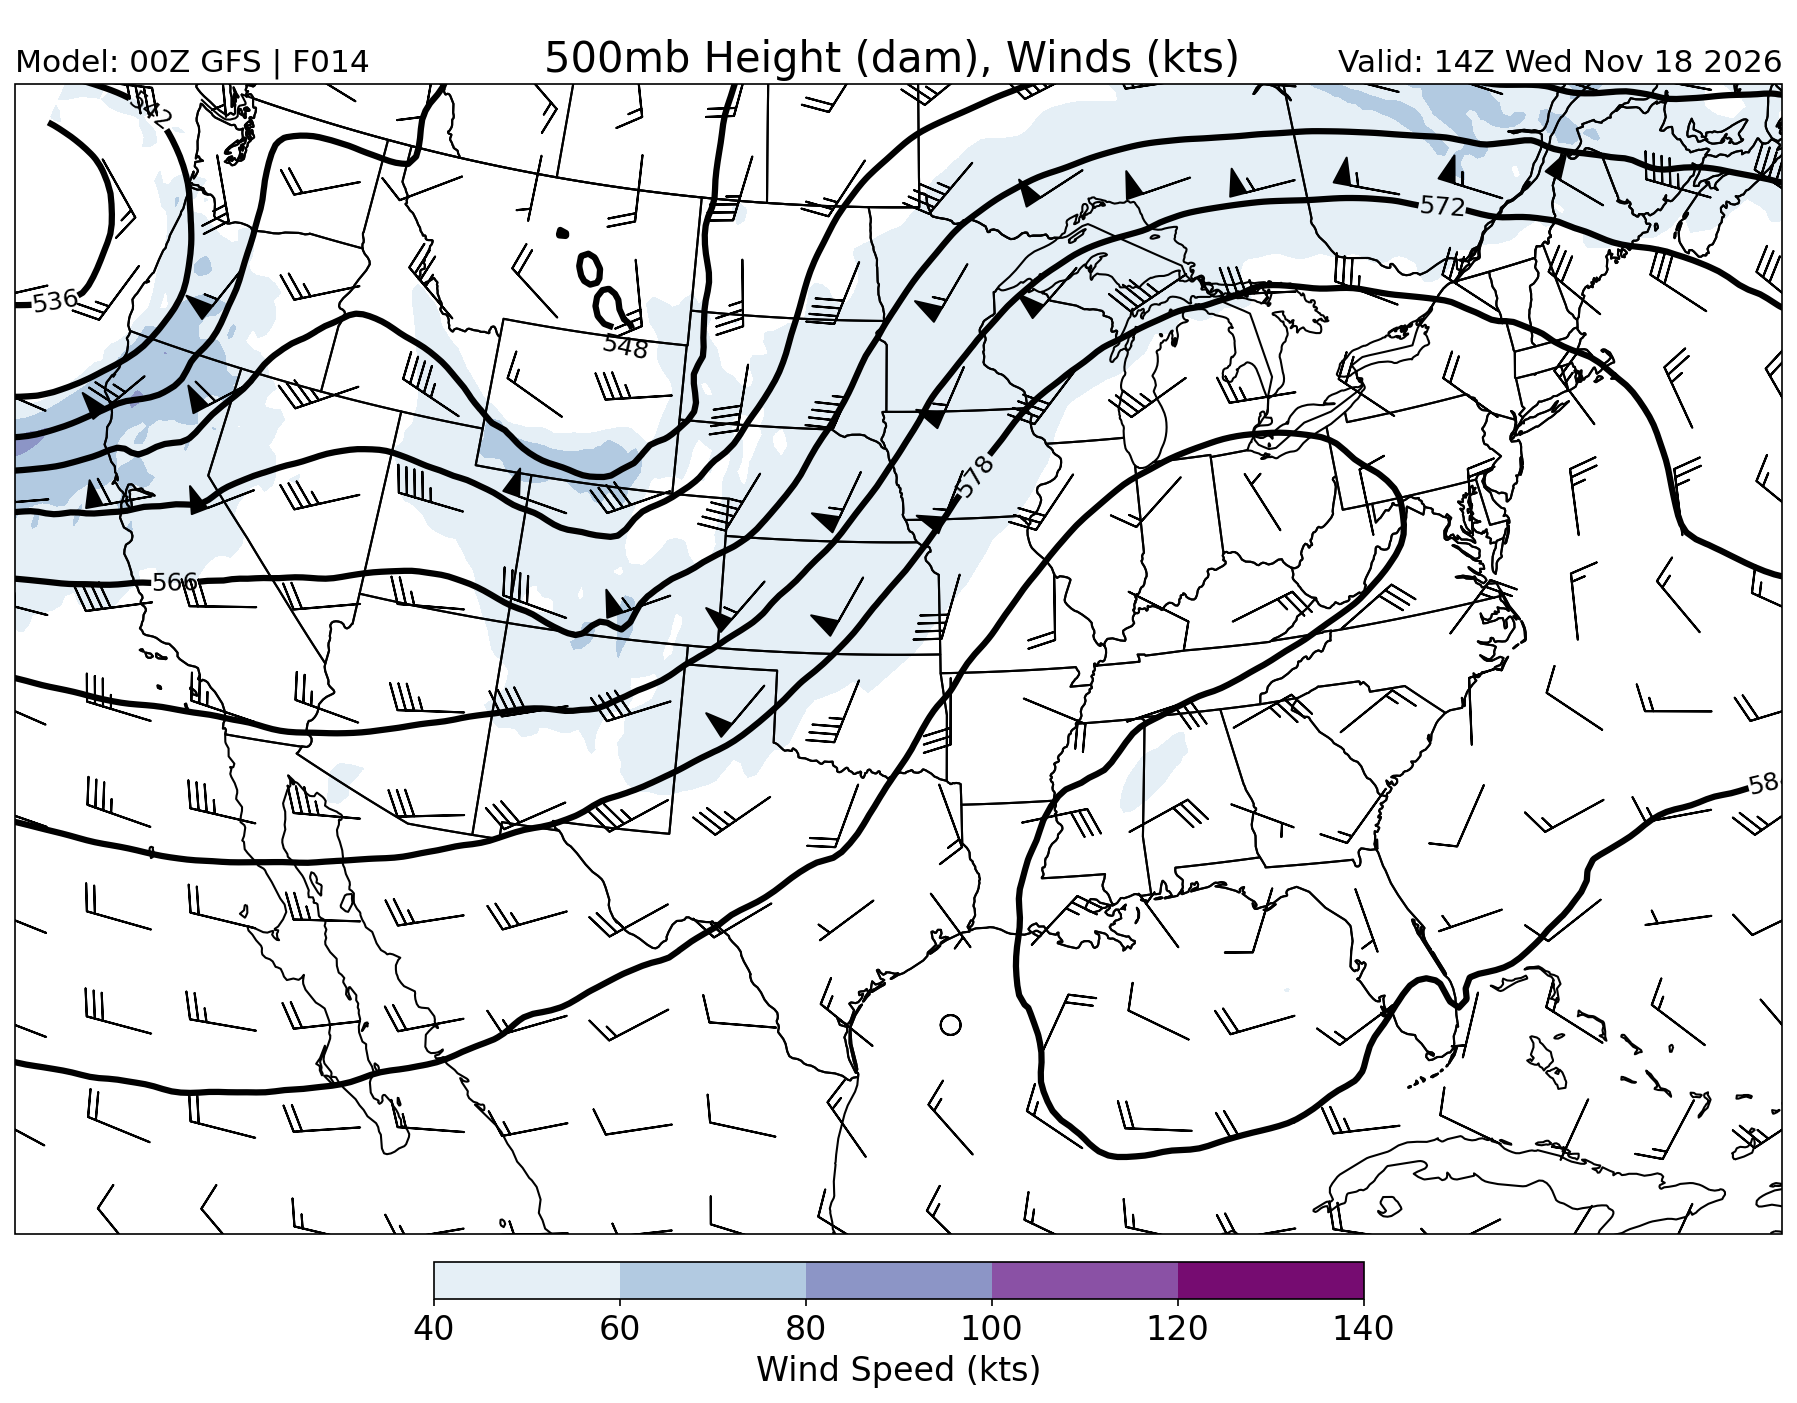 Model: 00Z GFS | F014
500mb Height (dam), Winds (kts)
Valid: 14Z Wed Nov 18 2026
572
536
548
578
566
40 60 80 100 120 140
Wind Speed (kts)